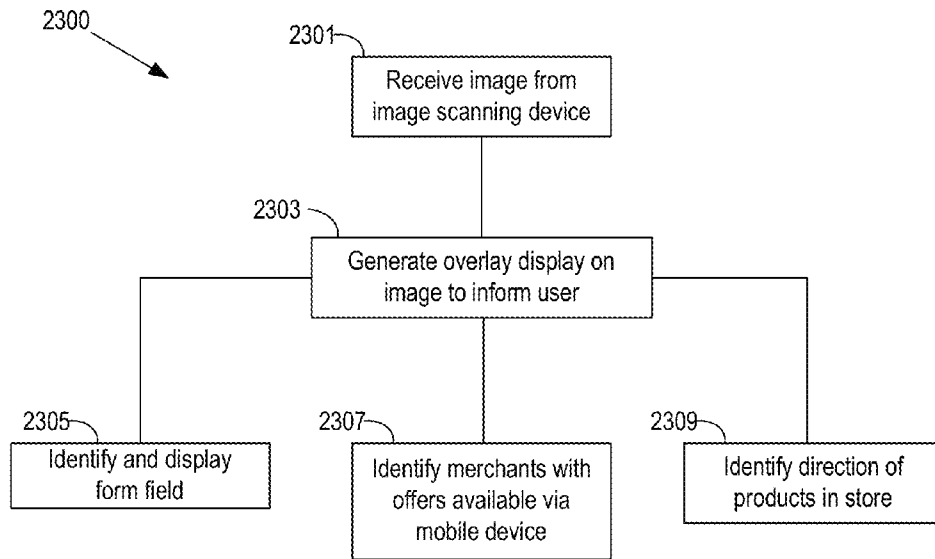 2300
2301
Receive image from
image scanning device
2303
Generate overlay display on
image to inform user
2305
Identify and display
form field
2307
Identify merchants with
offers available via
mobile device
2309
Identify direction of
products in store